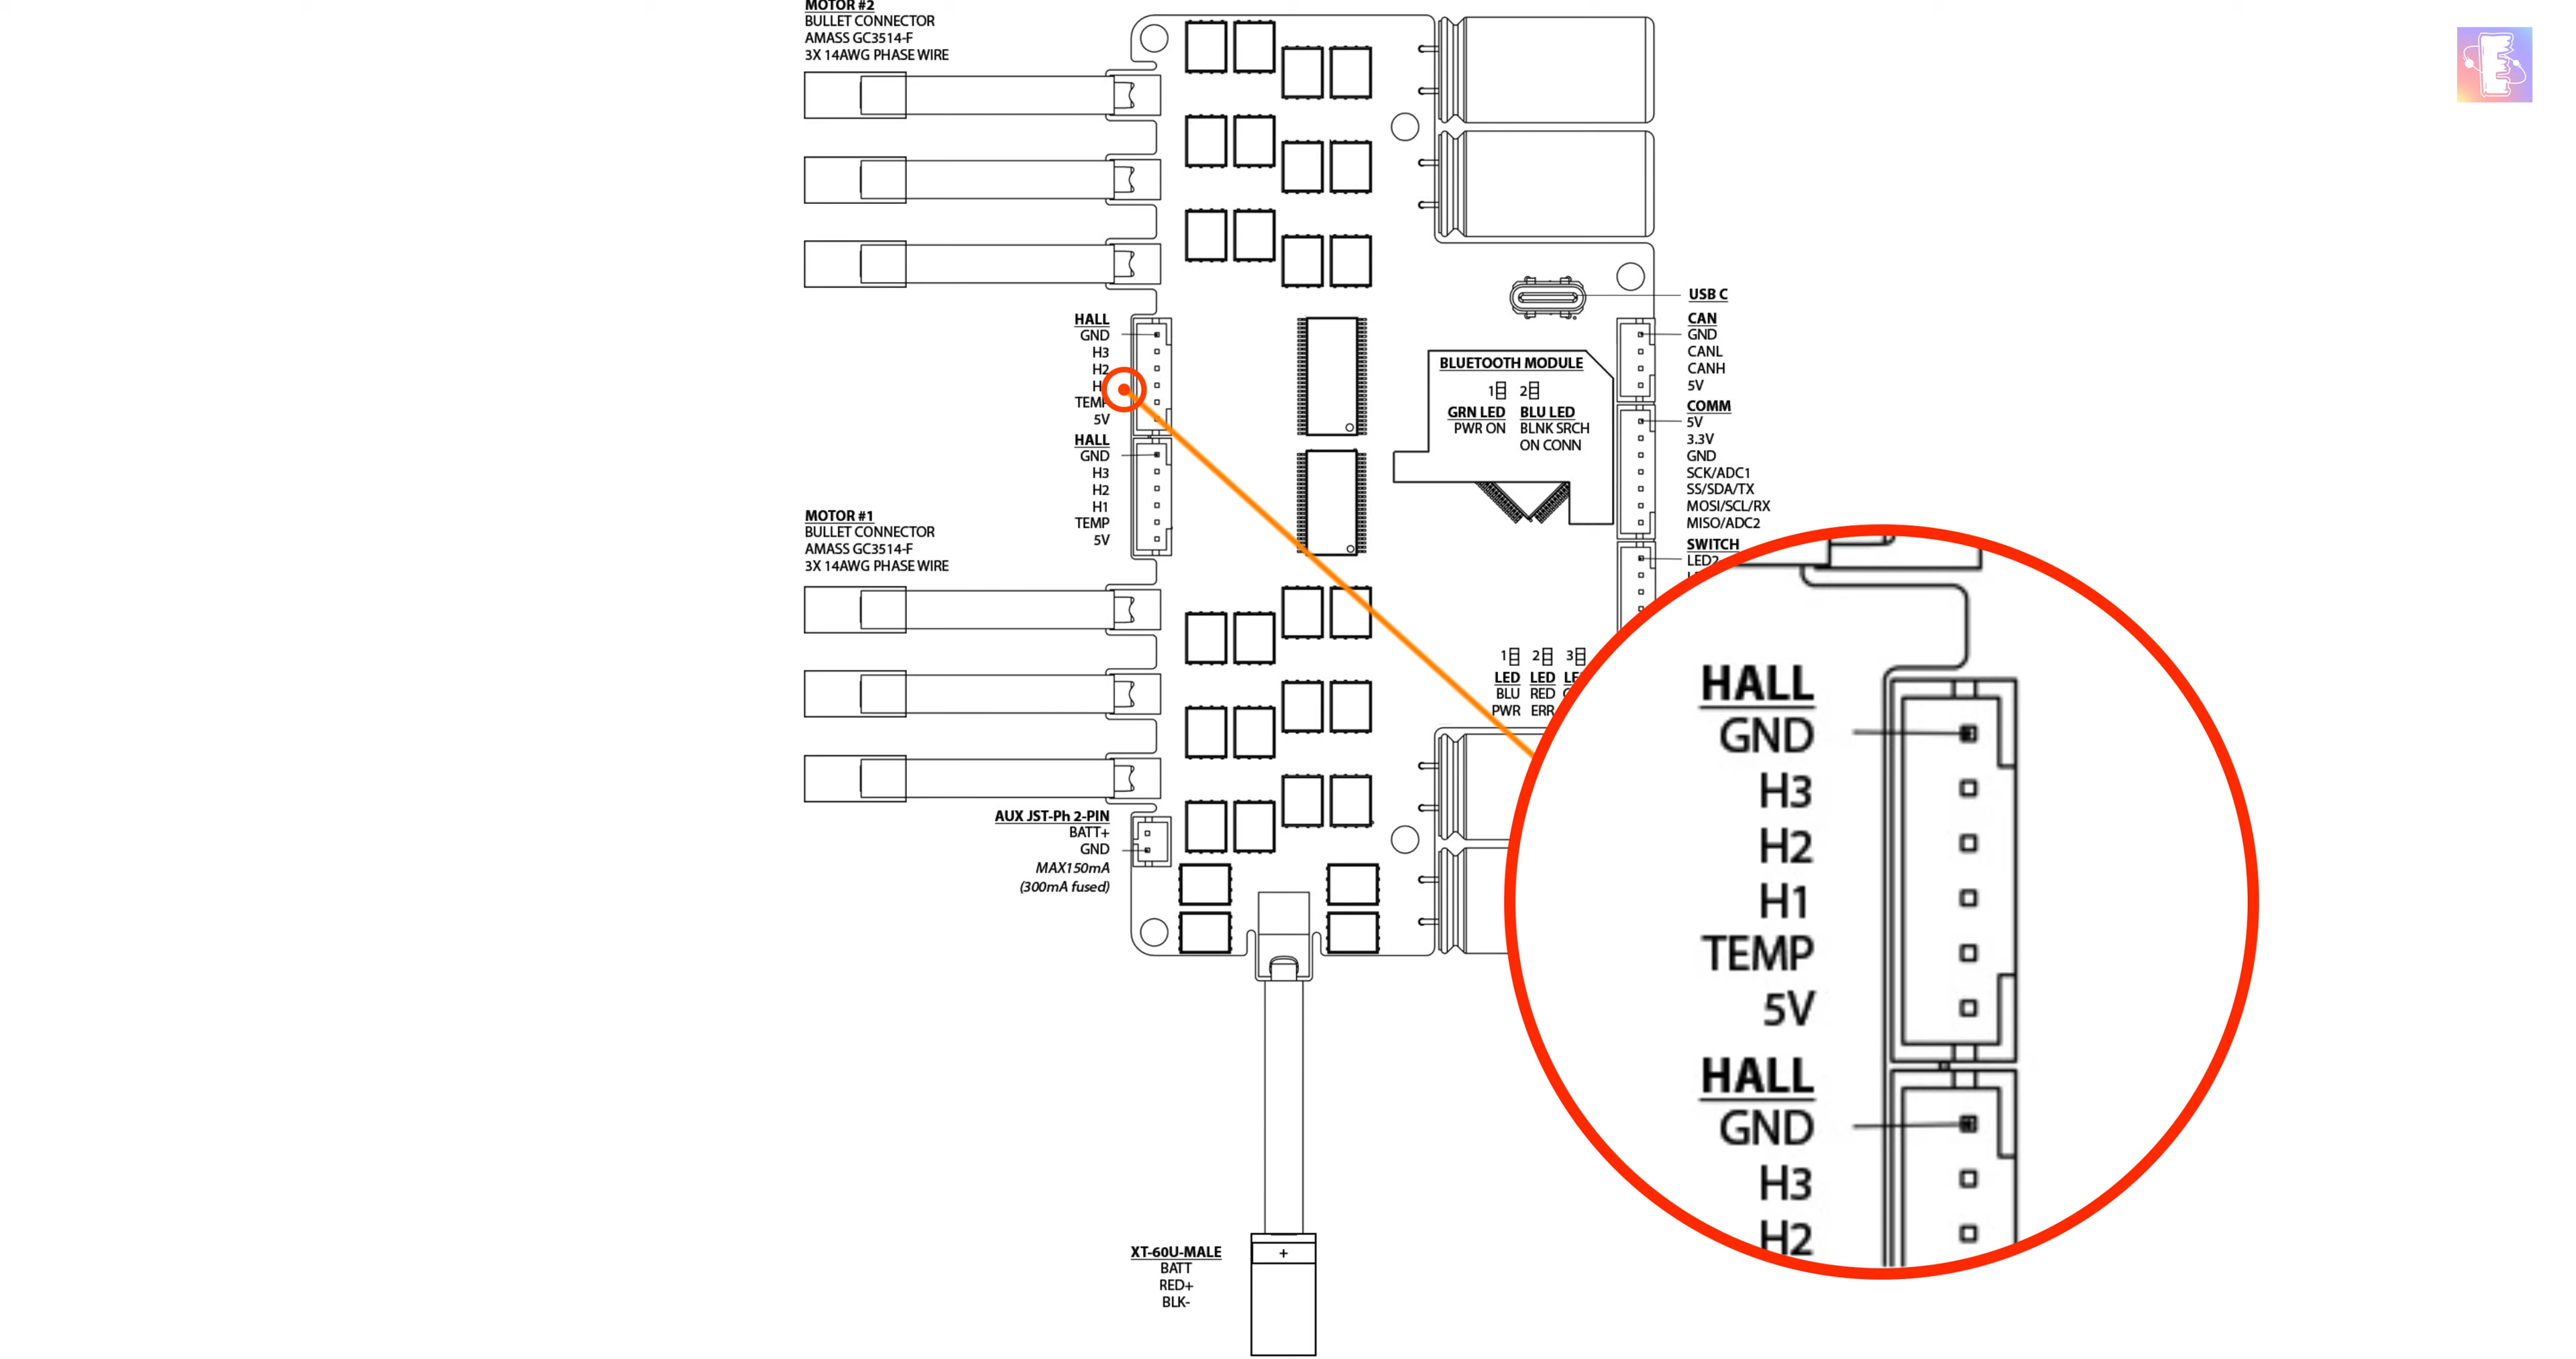 MOTOR #2
BULLET CONNECTOR
AMASS GC3514-F
3X 14AWG PHASE WIRE
HALL
GND
H3
H2
TEMP
5V
HALL
GND
H3
H2
H1
TEMP
5V
MOTOR #1
BULLET CONNECTOR
AMASS GC3514-F
3X 14AWG PHASE WIRE
AUX JST-Ph 2-PIN
BATT+
GND
MAX150mA
(300mA fused)
XT-60U-MALE
+
BATT
RED+
BLK-
USB C
CAN
GND
CANL
CANH
5V
BLUETOOTH MODULE
1 2
GRN LED BLU LED
PWR ON BLNK SRCH
ON CONN
COMM
5V
3.3V
GND
SCK/ADC1
SS/SDA/TX
MOSI/SCL/RX
MISO/ADC2
SWITCH
LED2
1 2 3
LED LED
BLU RED
PWR ERR
HALL
GND
H3
H2
H1
TEMP
5V
HALL
GND
H3
H2